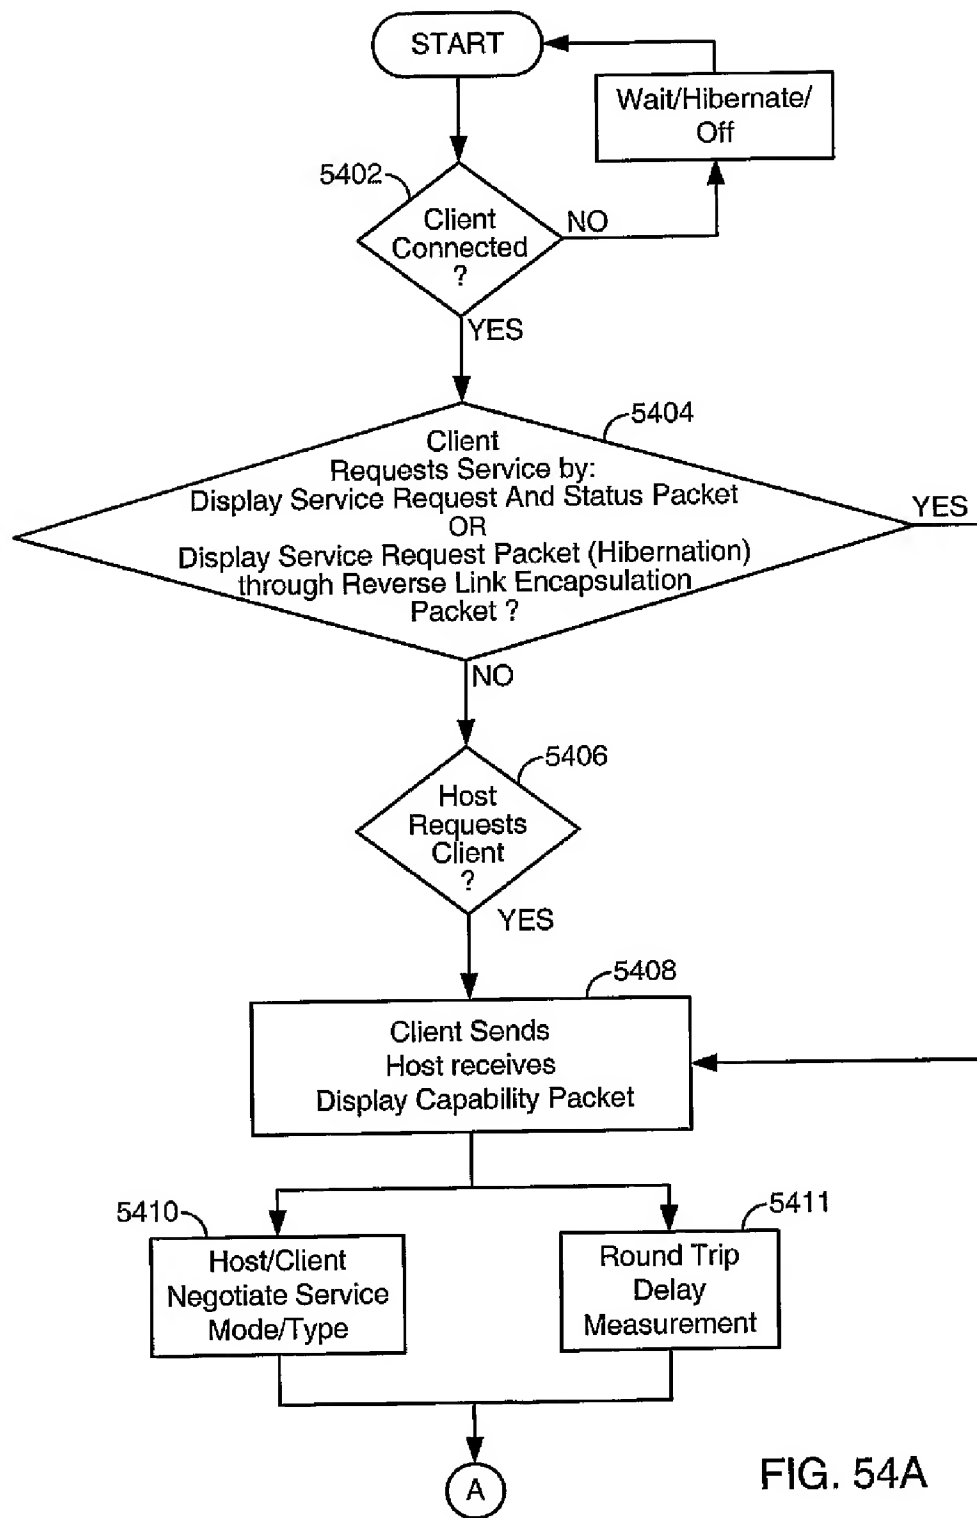 START
Wait/Hibernate/
Off
5402
Client
Connected
?
NO
YES
5404
Client
Requests Service by:
Display Service Request And Status Packet
OR
Display Service Request Packet (Hibernation)
through Reverse Link Encapsulation
Packet ?
YES
NO
5406
Host
Requests
Client
?
YES
5408
Client Sends
Host receives
Display Capability Packet
5410
Host/Client
Negotiate Service
Mode/Type
5411
Round Trip
Delay
Measurement
A
FIG. 54A